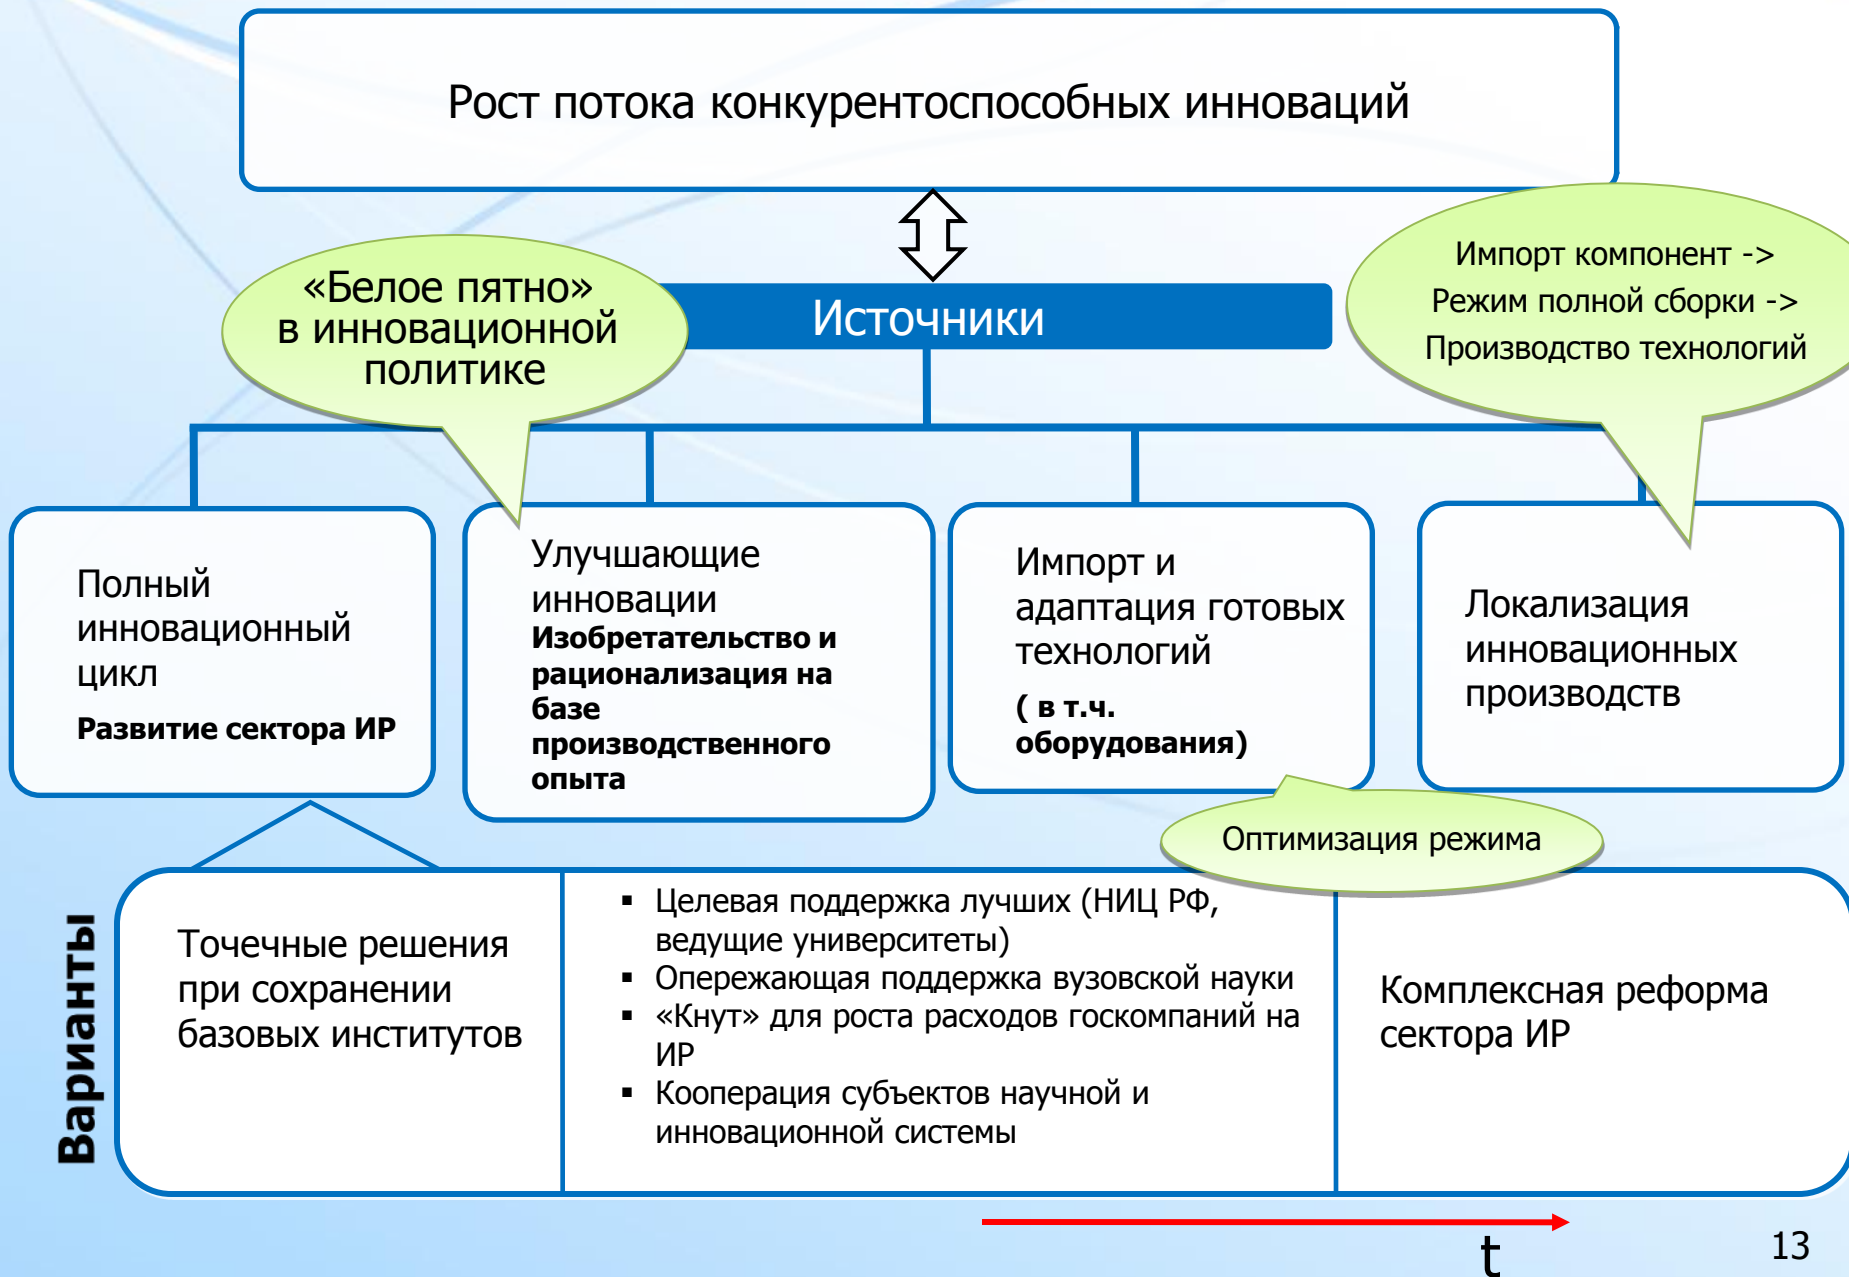 Рост потока конкурентоспособных инноваций
«Белое пятно»
в инновационной
политике
Источники
Импорт компонент ->
Режим полной сборки ->
Производство технологий
Полный
инновационный
цикл
Развитие сектора ИР
Улучшающие
инновации
Изобретательство и
рационализация на
базе
производственного
опыта
Импорт и
адаптация готовых
технологий
( в т.ч.
оборудования)
Локализация
инновационных
производств
Оптимизация режима
Варианты
Точечные решения
при сохранении
базовых институтов
▪ Целевая поддержка лучших (НИЦ РФ,
ведущие университеты)
▪ Опережающая поддержка вузовской науки
▪ «Кнут» для роста расходов госкомпаний на
ИР
▪ Кооперация субъектов научной и
инновационной системы
Комплексная реформа
сектора ИР
t
13